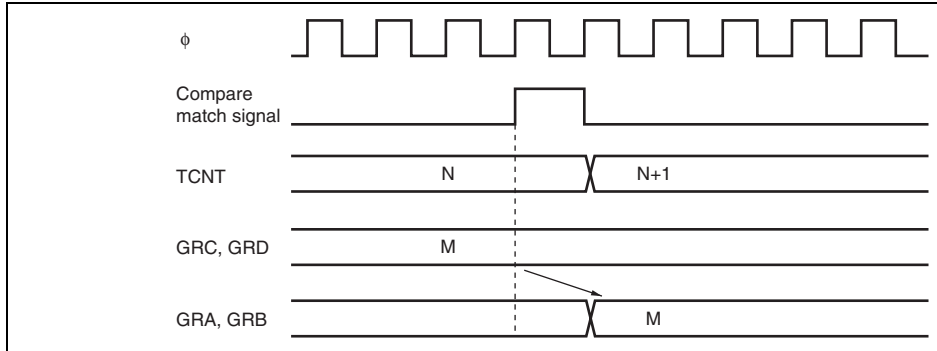 ϕ
Compare
match signal
TCNT
N
N+1
GRC, GRD
M
GRA, GRB
M